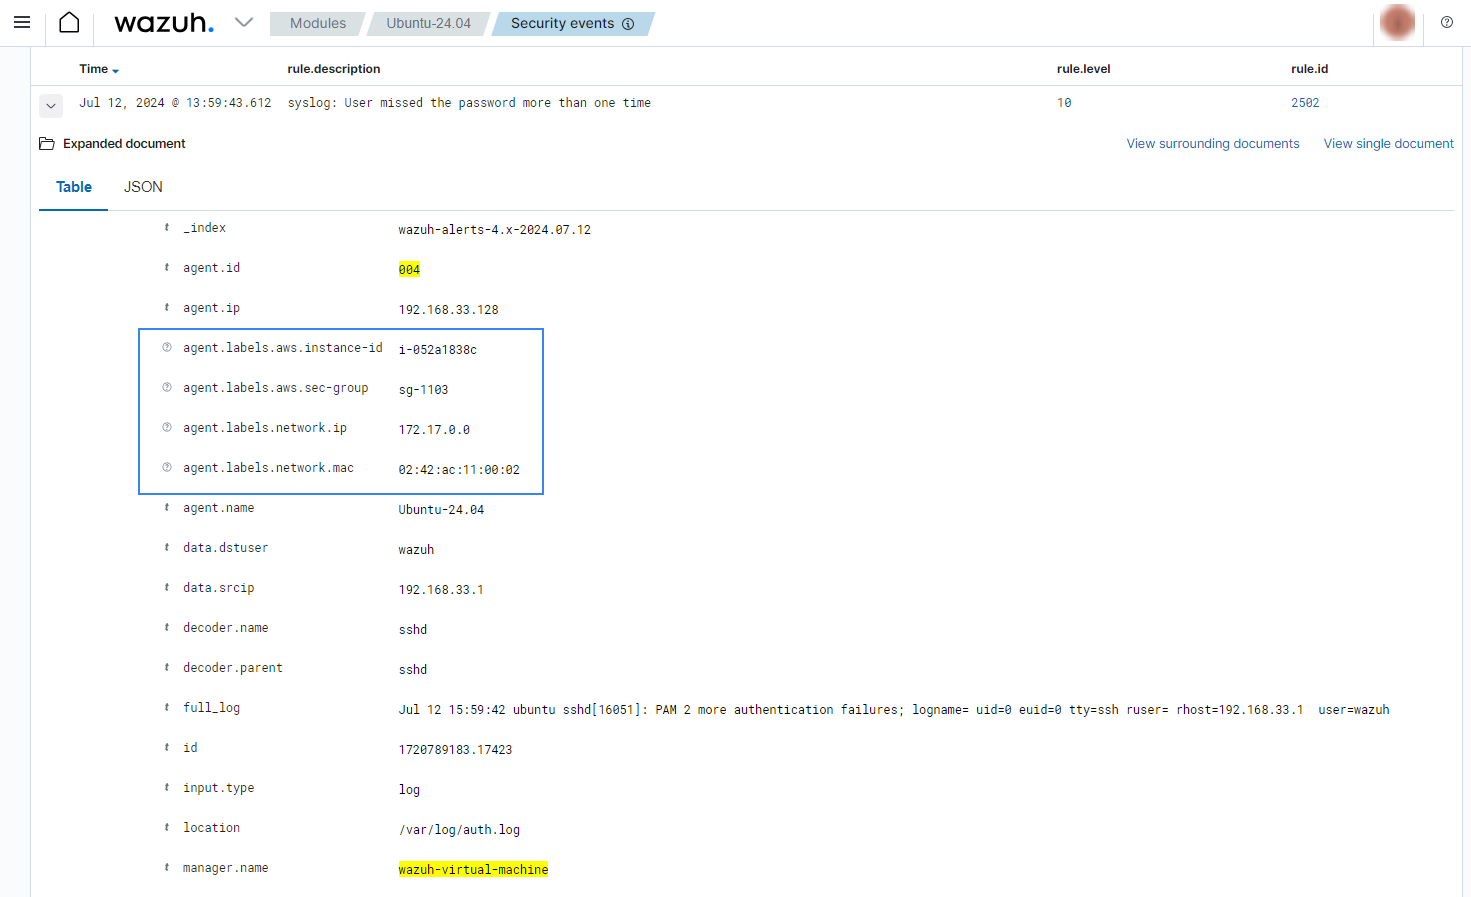 wazuh. Modules Ubuntu-24.04 Security events
Time rule.description rule.level rule.id
Jul 12, 2024 @ 13:59:43.612 syslog: User missed the password more than one time 10 2502
Expanded document View surrounding documents View single document
Table JSON
t _index wazuh-alerts-4.x-2024.07.12
t agent.id 004
t agent.ip 192.168.33.128
agent.labels.aws.instance-id i-052a1838c
agent.labels.aws.sec-group sg-1103
agent.labels.network.ip 172.17.0.0
agent.labels.network.mac 02:42:ac:11:00:02
t agent.name Ubuntu-24.04
t data.dstuser wazuh
t data.srcip 192.168.33.1
t decoder.name sshd
t decoder.parent sshd
t full_log Jul 12 15:59:42 ubuntu sshd[16051]: PAM 2 more authentication failures; logname= uid=0 euid=0 tty=ssh ruser= rhost=192.168.33.1  user=wazuh
t id 1720789183.17423
t input.type log
t location /var/log/auth.log
t manager.name wazuh-virtual-machine